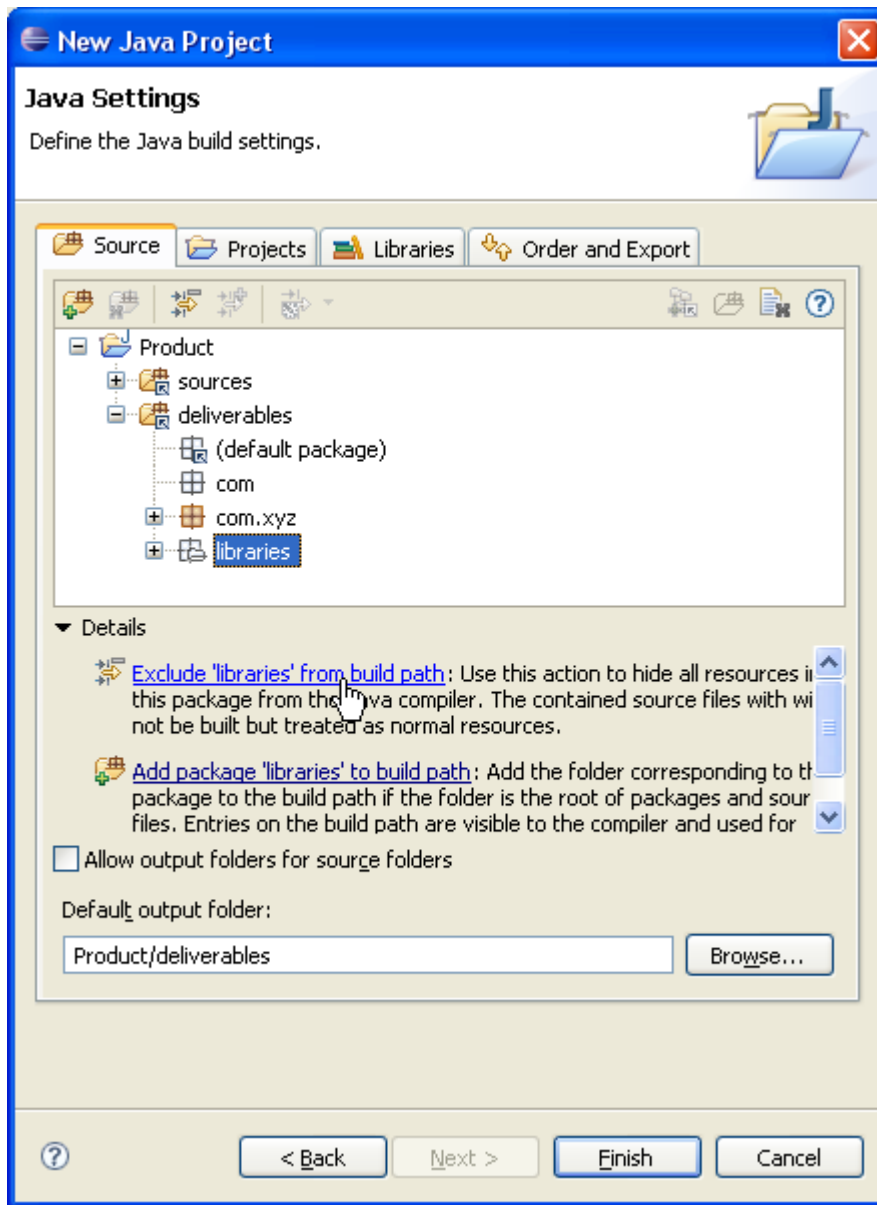 New Java Project
Java Settings
Define the Java build settings.
Source Projects Libraries Order and Export
Product
sources
deliverables
(default package)
com
com.xyz
libraries
Details
Exclude 'libraries' from build path: Use this action to hide all resources i
this package from the Java compiler. The contained source files with wi
not be built but treated as normal resources.
Add package 'libraries' to build path: Add the folder corresponding to th
package to the build path if the folder is the root of packages and sour
files. Entries on the build path are visible to the compiler and used for
Allow output folders for source folders
Default output folder:
Product/deliverables Browse...
< Back Next > Finish Cancel